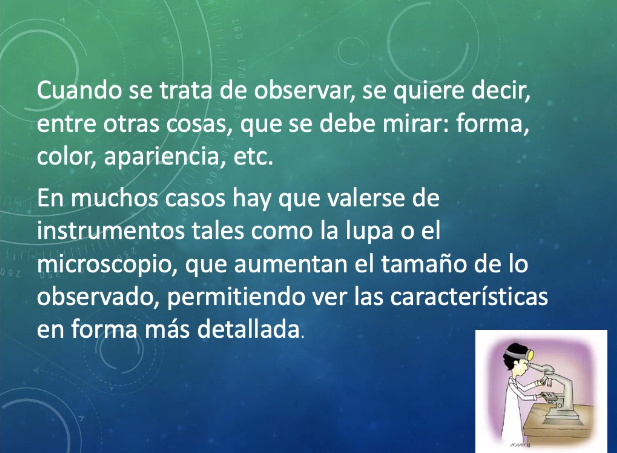 Cuando se trata de observar, se quiere decir,
entre otras cosas, que se debe mirar: forma,
color, apariencia, etc.
En muchos casos hay que valerse de
instrumentos tales como la lupa o el
microscopio, que aumentan el tamaño de lo
observado, permitiendo ver las características
en forma más detallada.